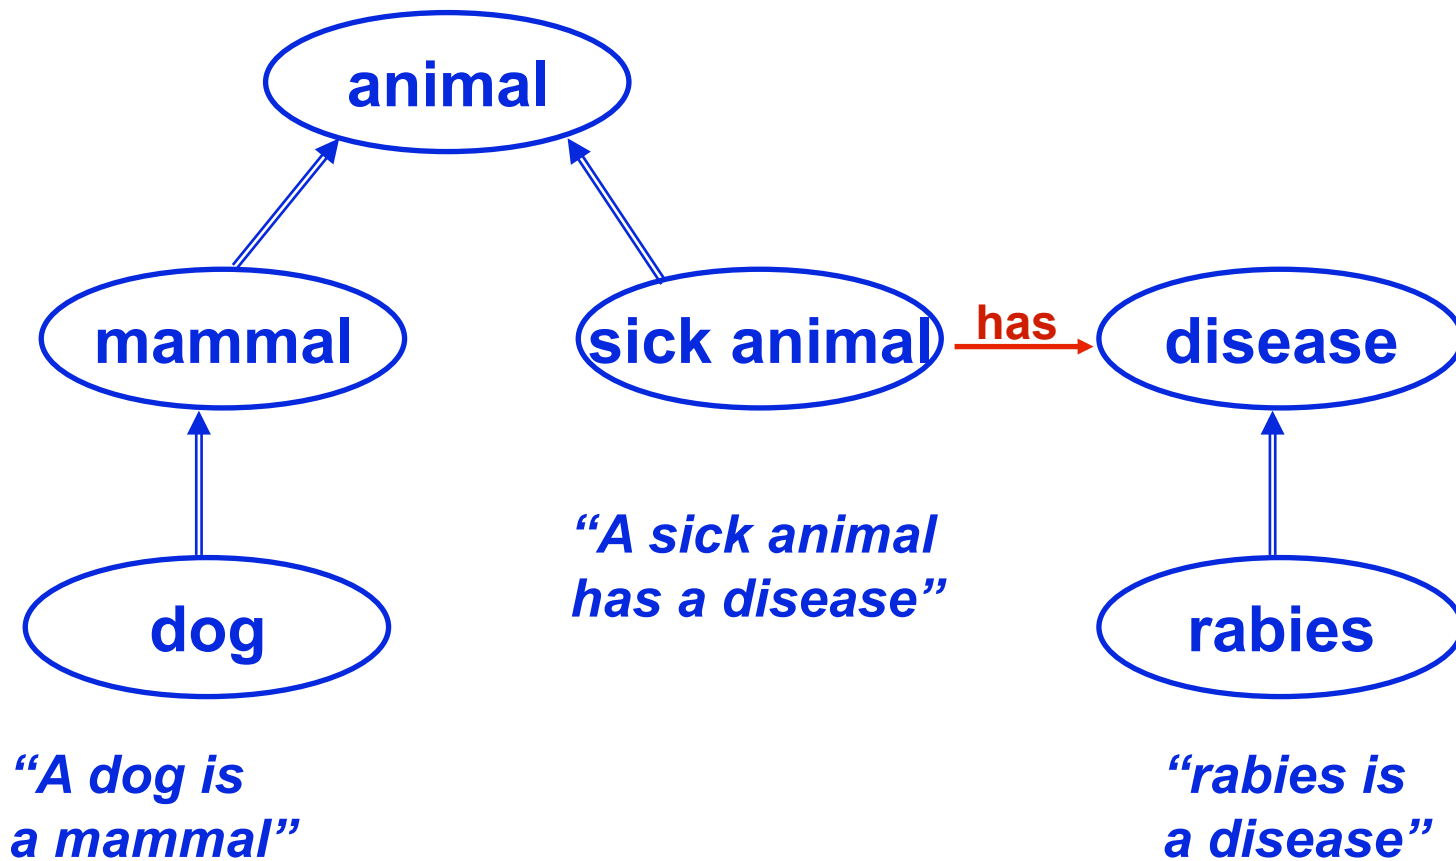 animal
mammal
sick animal
has
disease
“A sick animal
has a disease”
dog
rabies
“A dog is
a mammal”
“rabies is
a disease”